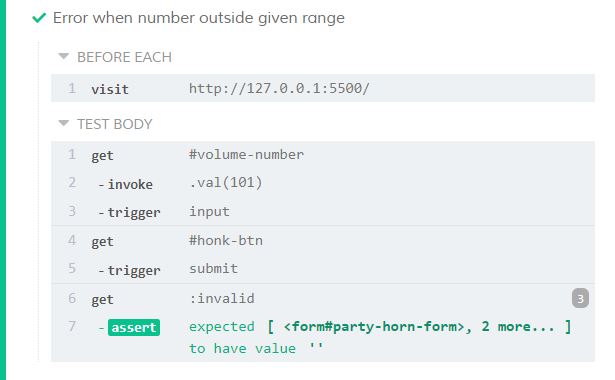 Error when number outside given range
BEFORE EACH
1 visit http://127.0.0.1:5500/
TEST BODY
1 get #volume-number
2 -invoke .val(101)
3 -trigger input
4 get #honk-btn
5 -trigger submit
6 get :invalid 3
7 -assert expected [ <form#party-horn-form>, 2 more... ]
to have value ''